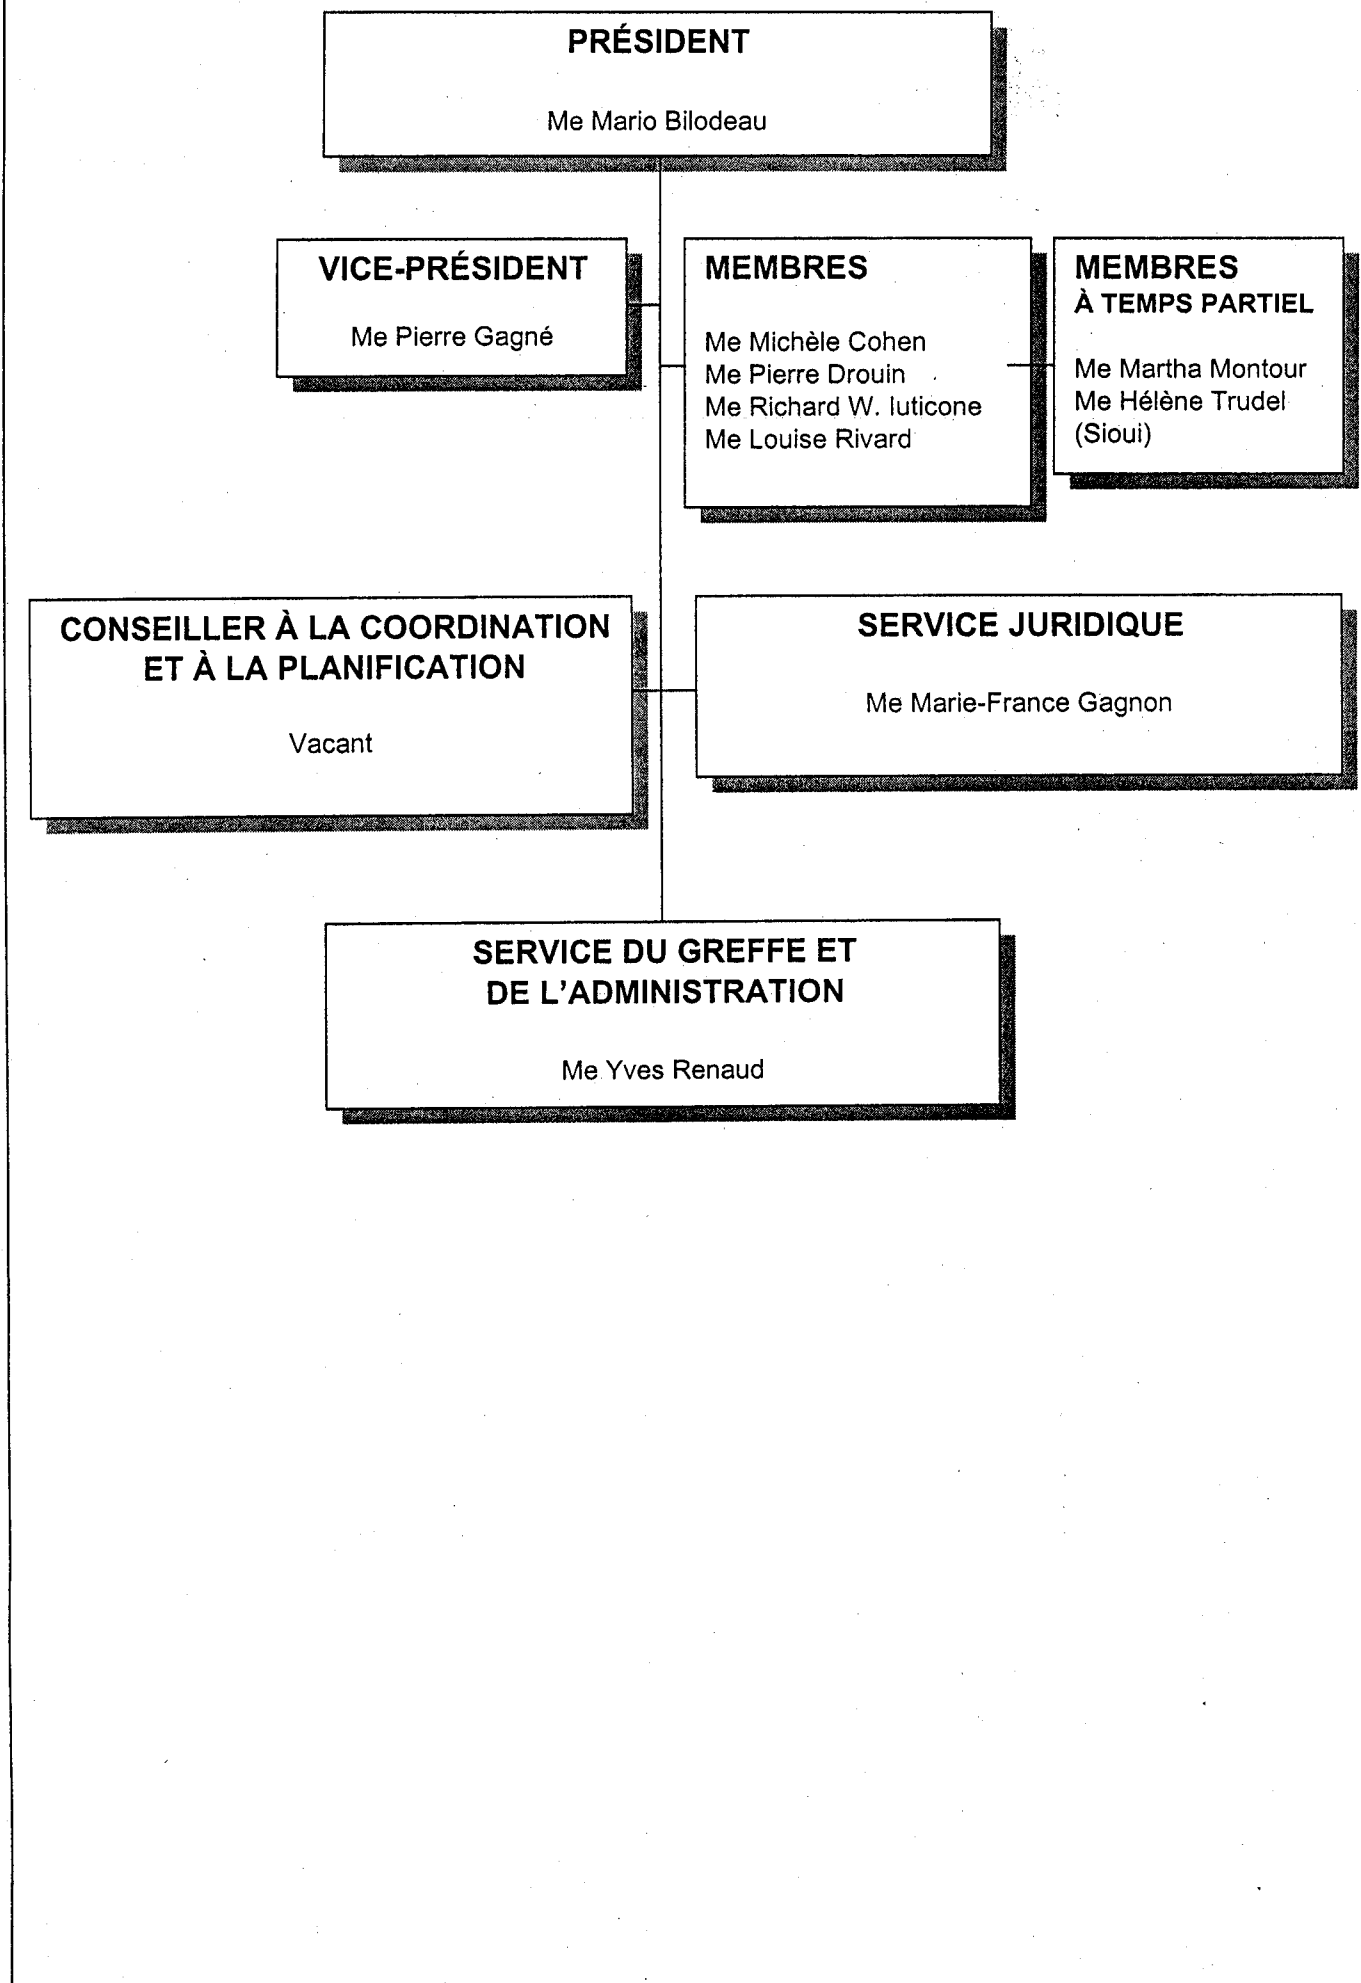 PRÉSIDENT
Me Mario Bilodeau
VICE-PRÉSIDENT
Me Pierre Gagné
MEMBRES
Me Michèle Cohen
Me Pierre Drouin
Me Richard W. Iuticone
Me Louise Rivard
MEMBRES
À TEMPS PARTIEL
Me Martha Montour
Me Hélène Trudel
(Sioui)
CONSEILLER À LA COORDINATION
ET À LA PLANIFICATION
Vacant
SERVICE JURIDIQUE
Me Marie-France Gagnon
SERVICE DU GREFFE ET
DE L'ADMINISTRATION
Me Yves Renaud